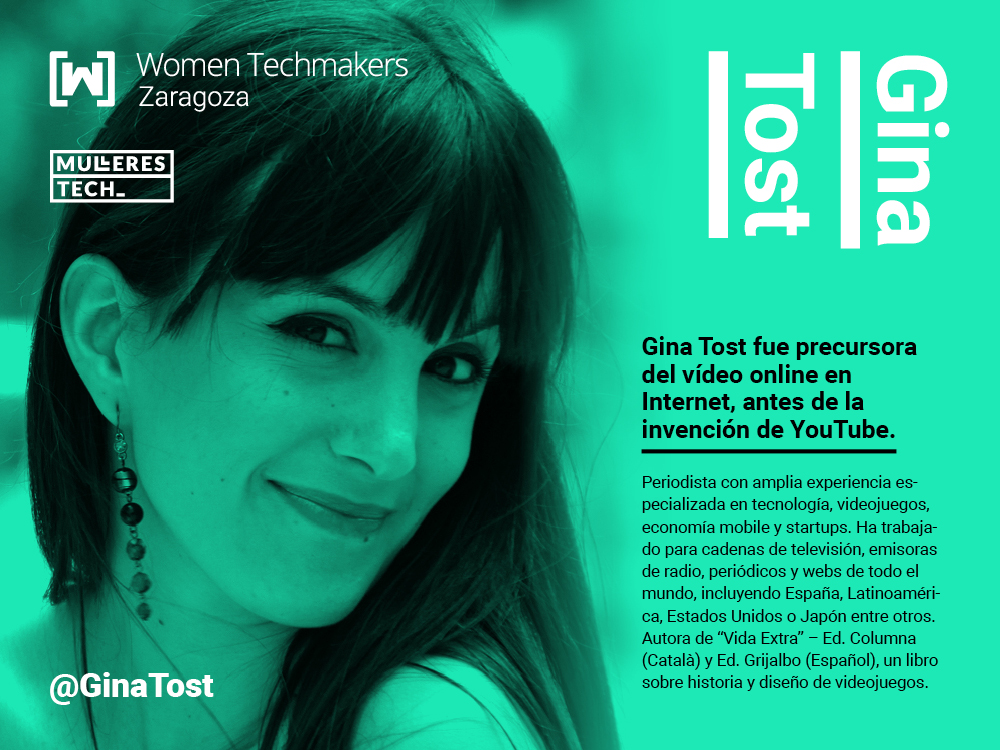 [W] Women Techmakers
Zaragoza
MULLERES
TECH_
Gina
Tost
Gina Tost fue precursora
del vídeo online en
Internet, antes de la
invención de YouTube.
Periodista con amplia experiencia es-
pecializada en tecnología, videojuegos,
economía mobile y startups. Ha trabaja-
do para cadenas de televisión, emisoras
de radio, periódicos y webs de todo el
mundo, incluyendo España, Latinoaméri-
ca, Estados Unidos o Japón entre otros.
Autora de “Vida Extra” – Ed. Columna
(Català) y Ed. Grijalbo (Español), un libro
sobre historia y diseño de videojuegos.
@GinaTost